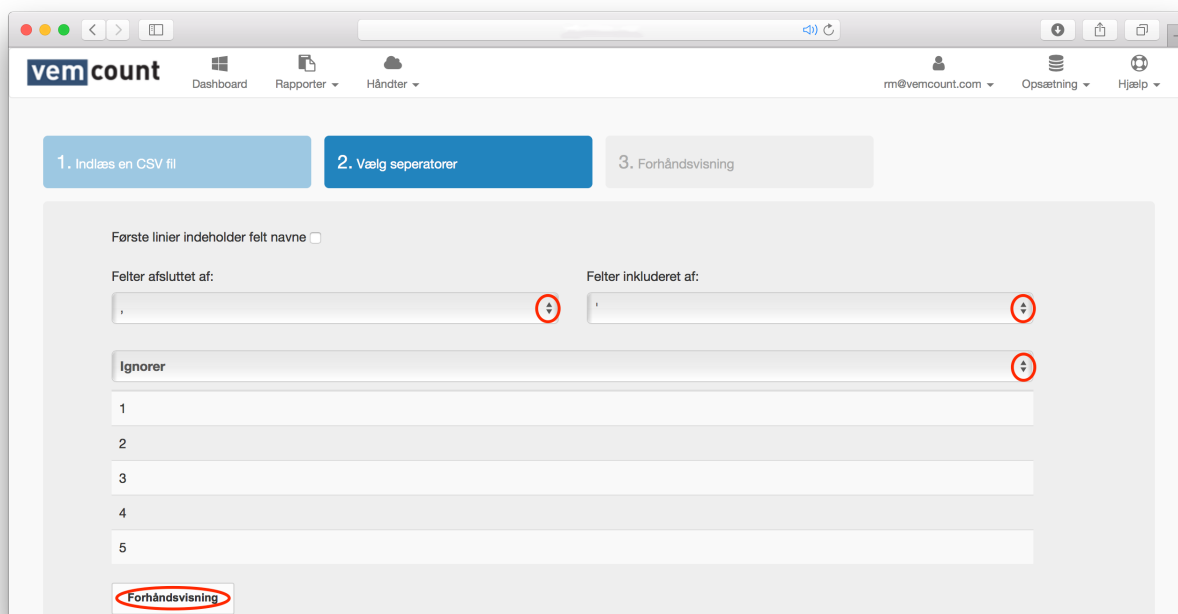 vemcount
Dashboard
Rapporter
Håndter
rm@vemcount.com
Opsætning
Hjælp
1. Indlæs en CSV fil
2. Vælg seperatorer
3. Forhåndsvisning
Første linier indeholder felt navne
Felter afsluttet af:
Felter inkluderet af:
,
'
Ignorer
1
2
3
4
5
Forhåndsvisning